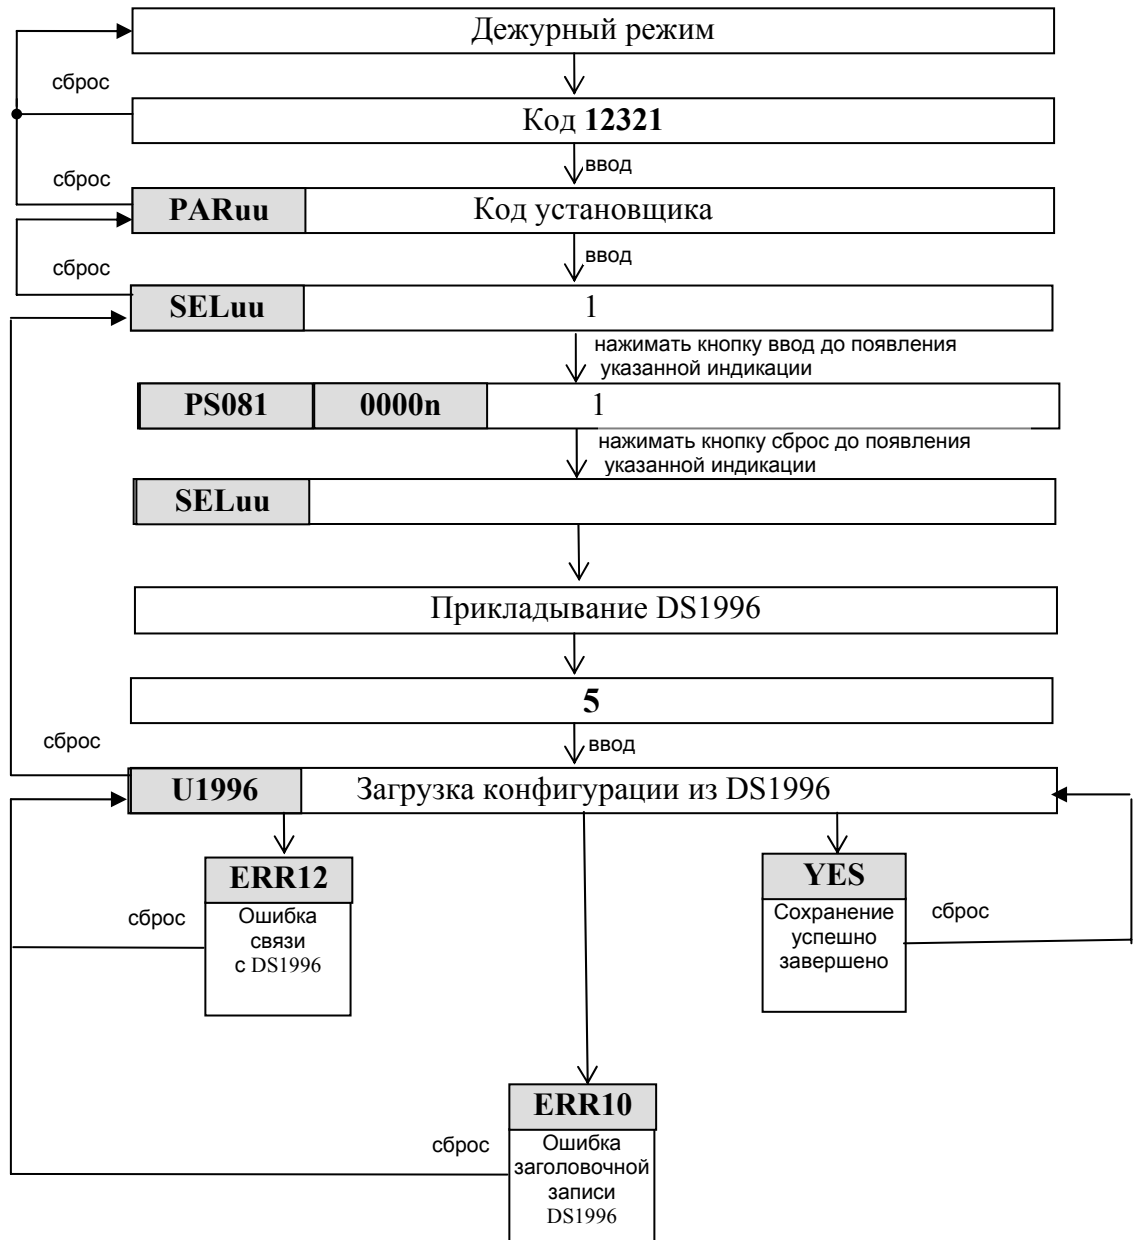 Дежурный режим
сброс
Код 12321
ввод
сброс
PARuu Код установщика
ввод
сброс
SELuu 1
нажимать кнопку ввод до появления
указанной индикации
PS081 0000n 1
нажимать кнопку сброс до появления
указанной индикации
SELuu
Прикладывание DS1996
5
сброс
ввод
U1996 Загрузка конфигурации из DS1996
ERR12
YES
сброс
Ошибка
связи
с DS1996
Сохранение
успешно
завершено
сброс
ERR10
сброс
Ошибка
заголовочной
записи
DS1996